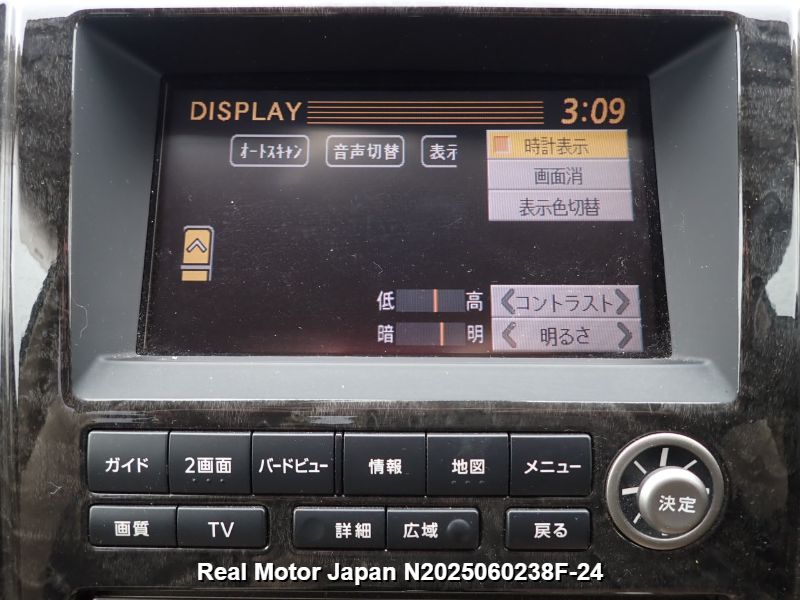 DISPLAY 3:09
ｵｰﾄｽｷｬﾝ 音声切替 表示
時計表示
画面消
表示色切替
低 高 コントラスト
暗 明 明るさ
ガイド 2画面 バードビュー 情報 地図 メニュー
画質 TV 詳細 広域 戻る 決定
Real Motor Japan N2025060238F-24